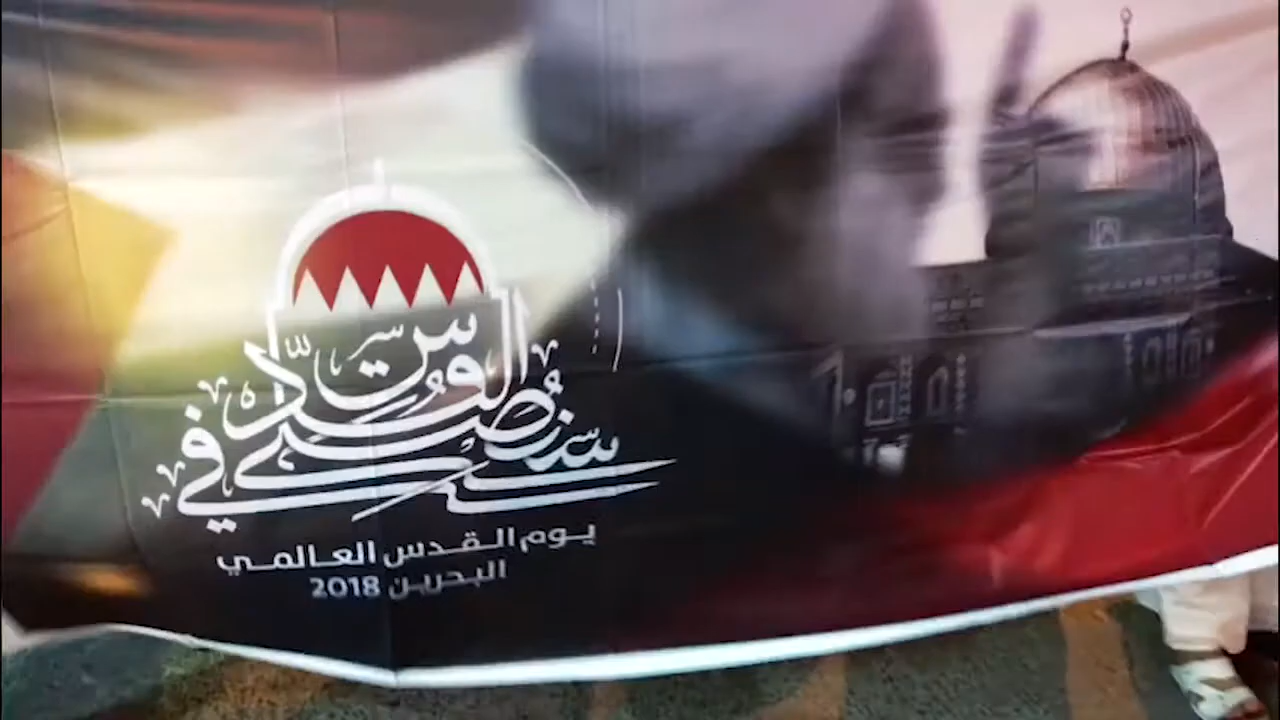 سنصلي في القدس
يوم القدس العالمي
البحرين 2018